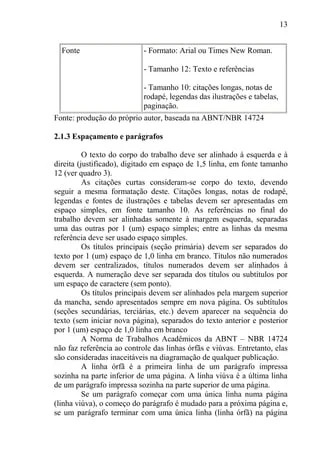 13
Fonte
- Formato: Arial ou Times New Roman.
- Tamanho 12: Texto e referências
- Tamanho 10: citações longas, notas de
rodapé, legendas das ilustrações e tabelas,
paginação.
Fonte: produção do próprio autor, baseada na ABNT/NBR 14724
2.1.3 Espaçamento e parágrafos
O texto do corpo do trabalho deve ser alinhado à esquerda e à
direita (justificado), digitado em espaço de 1,5 linha, em fonte tamanho
12 (ver quadro 3).
As citações curtas consideram-se corpo do texto, devendo
seguir a mesma formatação deste. Citações longas, notas de rodapé,
legendas e fontes de ilustrações e tabelas devem ser apresentadas em
espaço simples, em fonte tamanho 10. As referências no final do
trabalho devem ser alinhadas somente à margem esquerda, separadas
uma das outras por 1 (um) espaço simples; entre as linhas da mesma
referência deve ser usado espaço simples.
Os títulos principais (seção primária) devem ser separados do
texto por 1 (um) espaço de 1,0 linha em branco. Títulos não numerados
devem ser centralizados, títulos numerados devem ser alinhados à
esquerda. A numeração deve ser separada dos títulos ou subtítulos por
um espaço de caractere (sem ponto).
Os títulos principais devem ser alinhados pela margem superior
da mancha, sendo apresentados sempre em nova página. Os subtítulos
(seções secundárias, terciárias, etc.) devem aparecer na sequência do
texto (sem iniciar nova página), separados do texto anterior e posterior
por 1 (um) espaço de 1,0 linha em branco
A Norma de Trabalhos Acadêmicos da ABNT – NBR 14724
não faz referência ao controle das linhas órfãs e viúvas. Entretanto, elas
são consideradas inaceitáveis na diagramação de qualquer publicação.
A linha órfã é a primeira linha de um parágrafo impressa
sozinha na parte inferior de uma página. A linha viúva é a última linha
de um parágrafo impressa sozinha na parte superior de uma página.
Se um parágrafo começar com uma única linha numa página
(linha viúva), o começo do parágrafo é mudado para a próxima página e,
se um parágrafo terminar com uma única linha (linha órfã) na página